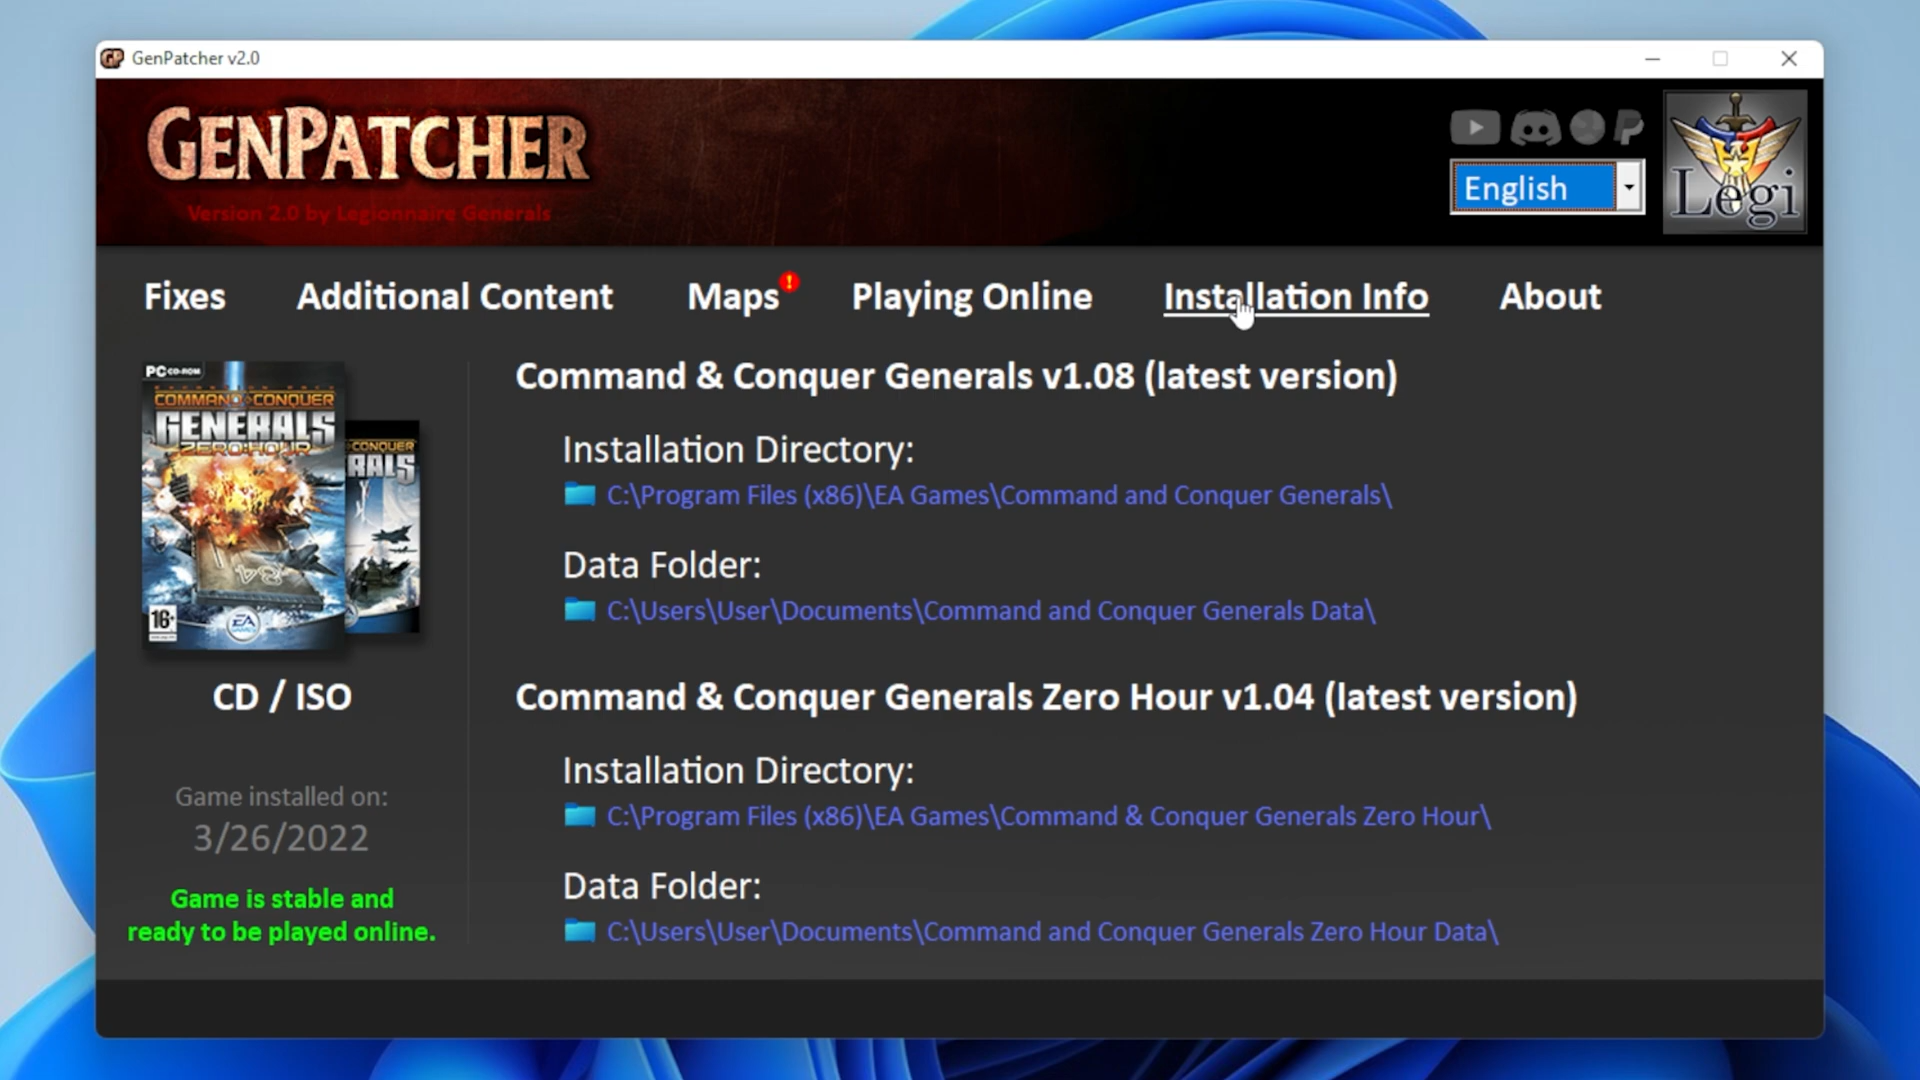 GenPatcher v2.0
GENPATCHER
Version 2.0 by Legionnaire Generals
English
Legi
Fixes
Additional Content
Maps
!
Playing Online
Installation Info
About
PC CD-ROM
COMMAND & CONQUER
GENERALS
ZERO:HOUR
16+
EA
GAMES
CONQUER
RALS
CD / ISO
Game installed on:
3/26/2022
Game is stable and
ready to be played online.
Command & Conquer Generals v1.08 (latest version)
Installation Directory:
C:\Program Files (x86)\EA Games\Command and Conquer Generals\
Data Folder:
C:\Users\User\Documents\Command and Conquer Generals Data\
Command & Conquer Generals Zero Hour v1.04 (latest version)
Installation Directory:
C:\Program Files (x86)\EA Games\Command & Conquer Generals Zero Hour\
Data Folder:
C:\Users\User\Documents\Command and Conquer Generals Zero Hour Data\